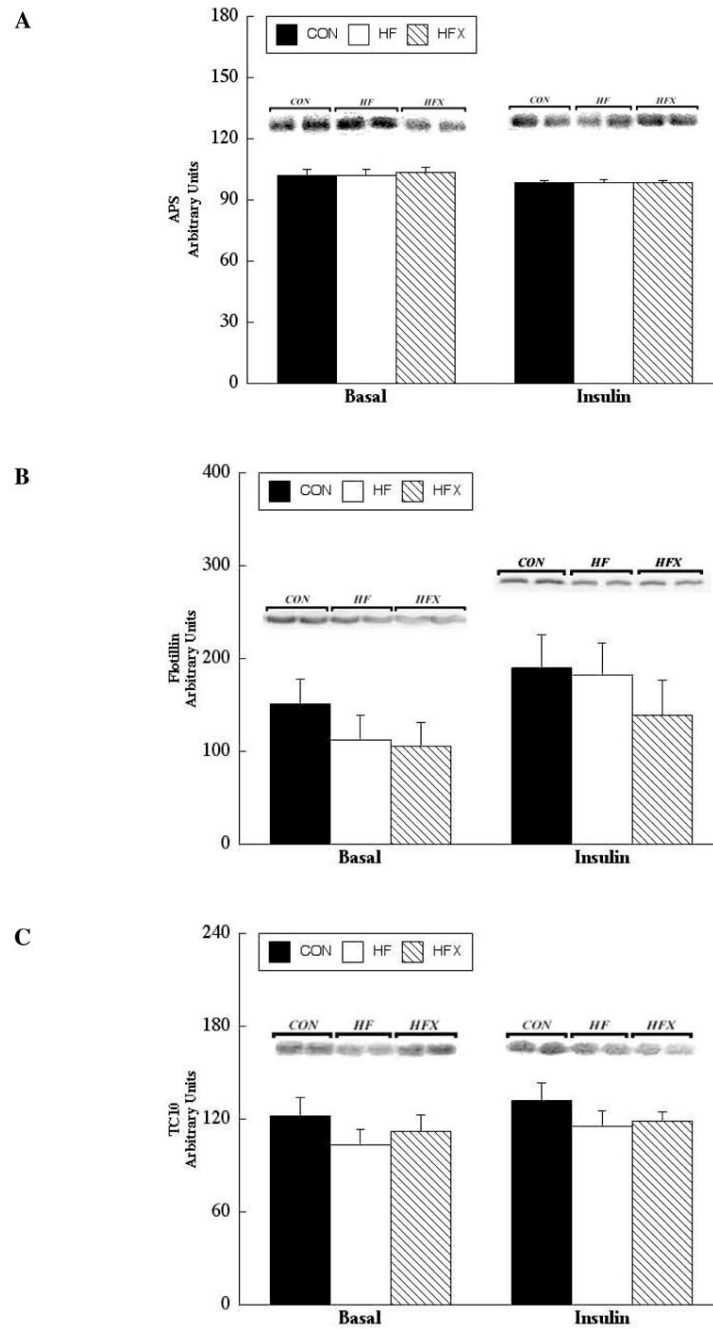 A
180
CON HF HFX
150
CON HF HFX CON HF HFX
120
APS
Arbitrary Units
90
60
30
0
Basal Insulin
B
400
CON HF HFX
300
CON HF HFX
CON HF HFX
Flotillin
Arbitrary Units
200
100
0
Basal Insulin
C
240
CON HF HFX
180
CON HF HFX CON HF HFX
120
TC10
Arbitrary Units
60
0
Basal Insulin